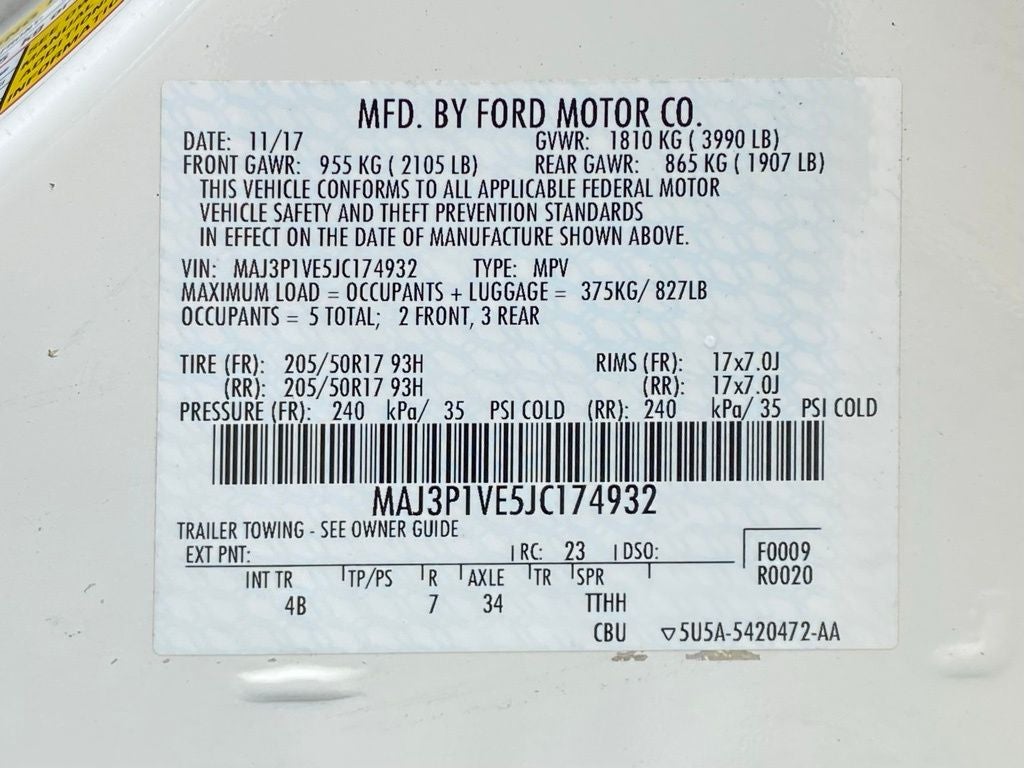 INFORMATION
MFD. BY FORD MOTOR CO.
DATE: 11/17 GVWR: 1810 KG ( 3990 LB)
FRONT GAWR: 955 KG ( 2105 LB) REAR GAWR: 865 KG ( 1907 LB)
THIS VEHICLE CONFORMS TO ALL APPLICABLE FEDERAL MOTOR
VEHICLE SAFETY AND THEFT PREVENTION STANDARDS
IN EFFECT ON THE DATE OF MANUFACTURE SHOWN ABOVE.
VIN: MAJ3P1VE5JC174932 TYPE: MPV
MAXIMUM LOAD = OCCUPANTS + LUGGAGE = 375KG/ 827LB
OCCUPANTS = 5 TOTAL; 2 FRONT, 3 REAR
TIRE (FR): 205/50R17 93H RIMS (FR): 17x7.0J
(RR): 205/50R17 93H (RR): 17x7.0J
PRESSURE (FR): 240 kPa/ 35 PSI COLD (RR): 240 kPa/ 35 PSI COLD
MAJ3P1VE5JC174932
TRAILER TOWING - SEE OWNER GUIDE
EXT PNT: RC: 23 DSO: F0009
R0020
INT TR TP/PS R AXLE TR SPR
4B 7 34 TTHH
CBU ▽5U5A-5420472-AA